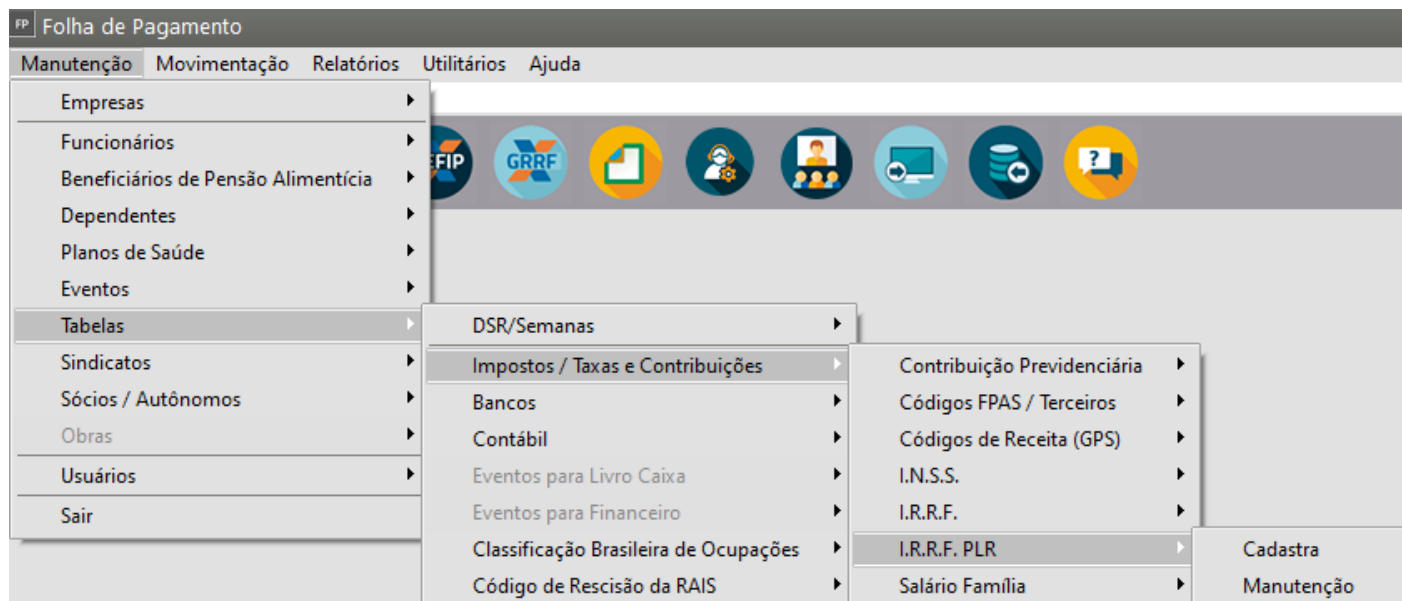 FP Folha de Pagamento
Manutenção Movimentação Relatórios Utilitários Ajuda
Empresas
Funcionários
Beneficiários de Pensão Alimentícia
Dependentes
Planos de Saúde
Eventos
Tabelas
Sindicatos
Sócios / Autônomos
Obras
Usuários
Sair
EFIP
GRRF
?
DSR/Semanas
Impostos / Taxas e Contribuições
Bancos
Contábil
Eventos para Livro Caixa
Eventos para Financeiro
Classificação Brasileira de Ocupações
Código de Rescisão da RAIS
Contribuição Previdenciária
Códigos FPAS / Terceiros
Códigos de Receita (GPS)
I.N.S.S.
I.R.R.F.
I.R.R.F. PLR
Salário Família
Cadastra
Manutenção